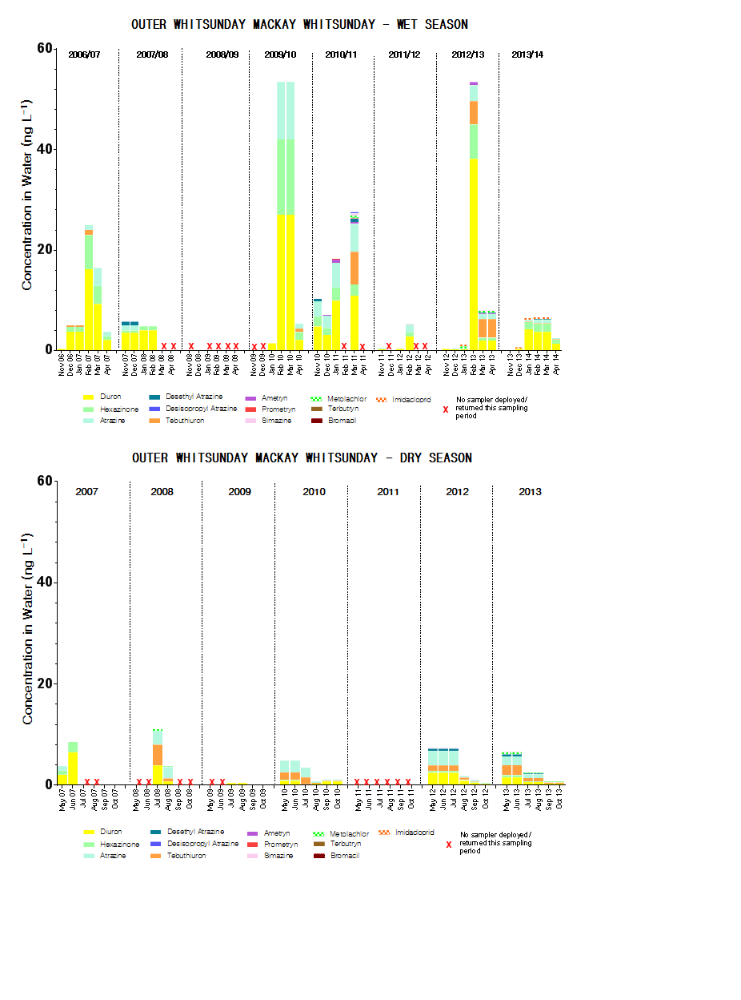 OUTER WHITSUNDAY MACKAY WHITSUNDAY - WET SEASON
Concentration in Water (ng L⁻¹)
60
40
20
0
2006/07
2007/08
2008/09
2009/10
2010/11
2011/12
2012/13
2013/14
Nov 06
Dec 06
Jan 07
Feb 07
Mar 07
Apr 07
Nov 07
Dec 07
Jan 08
Feb 08
Mar 08
Apr 08
Nov 08
Dec 08
Jan 09
Feb 09
Mar 09
Apr 09
Nov 09
Dec 09
Jan 10
Feb 10
Mar 10
Apr 10
Nov 10
Dec 10
Jan 11
Feb 11
Mar 11
Apr 11
Nov 11
Dec 11
Jan 12
Feb 12
Mar 12
Apr 12
Nov 12
Dec 12
Jan 13
Feb 13
Mar 13
Apr 13
Nov 13
Dec 13
Jan 14
Feb 14
Mar 14
Apr 14
Diuron
Hexazinone
Atrazine
Desethyl Atrazine
Desisopropyl Atrazine
Tebuthiuron
Ametryn
Prometryn
Simazine
Metolachlor
Terbutryn
Bromacil
Imidacloprid
X
No sampler deployed/
returned this sampling
period
OUTER WHITSUNDAY MACKAY WHITSUNDAY - DRY SEASON
Concentration in Water (ng L⁻¹)
60
40
20
0
2007
2008
2009
2010
2011
2012
2013
May 07
Jun 07
Jul 07
Aug 07
Sep 07
Oct 07
May 08
Jun 08
Jul 08
Aug 08
Sep 08
Oct 08
May 09
Jun 09
Jul 09
Aug 09
Sep 09
Oct 09
May 10
Jun 10
Jul 10
Aug 10
Sep 10
Oct 10
May 11
Jun 11
Jul 11
Aug 11
Sep 11
Oct 11
May 12
Jun 12
Jul 12
Aug 12
Sep 12
Oct 12
May 13
Jun 13
Jul 13
Aug 13
Sep 13
Oct 13
Diuron
Hexazinone
Atrazine
Desethyl Atrazine
Desisopropyl Atrazine
Tebuthiuron
Ametryn
Prometryn
Simazine
Metolachlor
Terbutryn
Bromacil
Imidacloprid
X
No sampler deployed/
returned this sampling
period